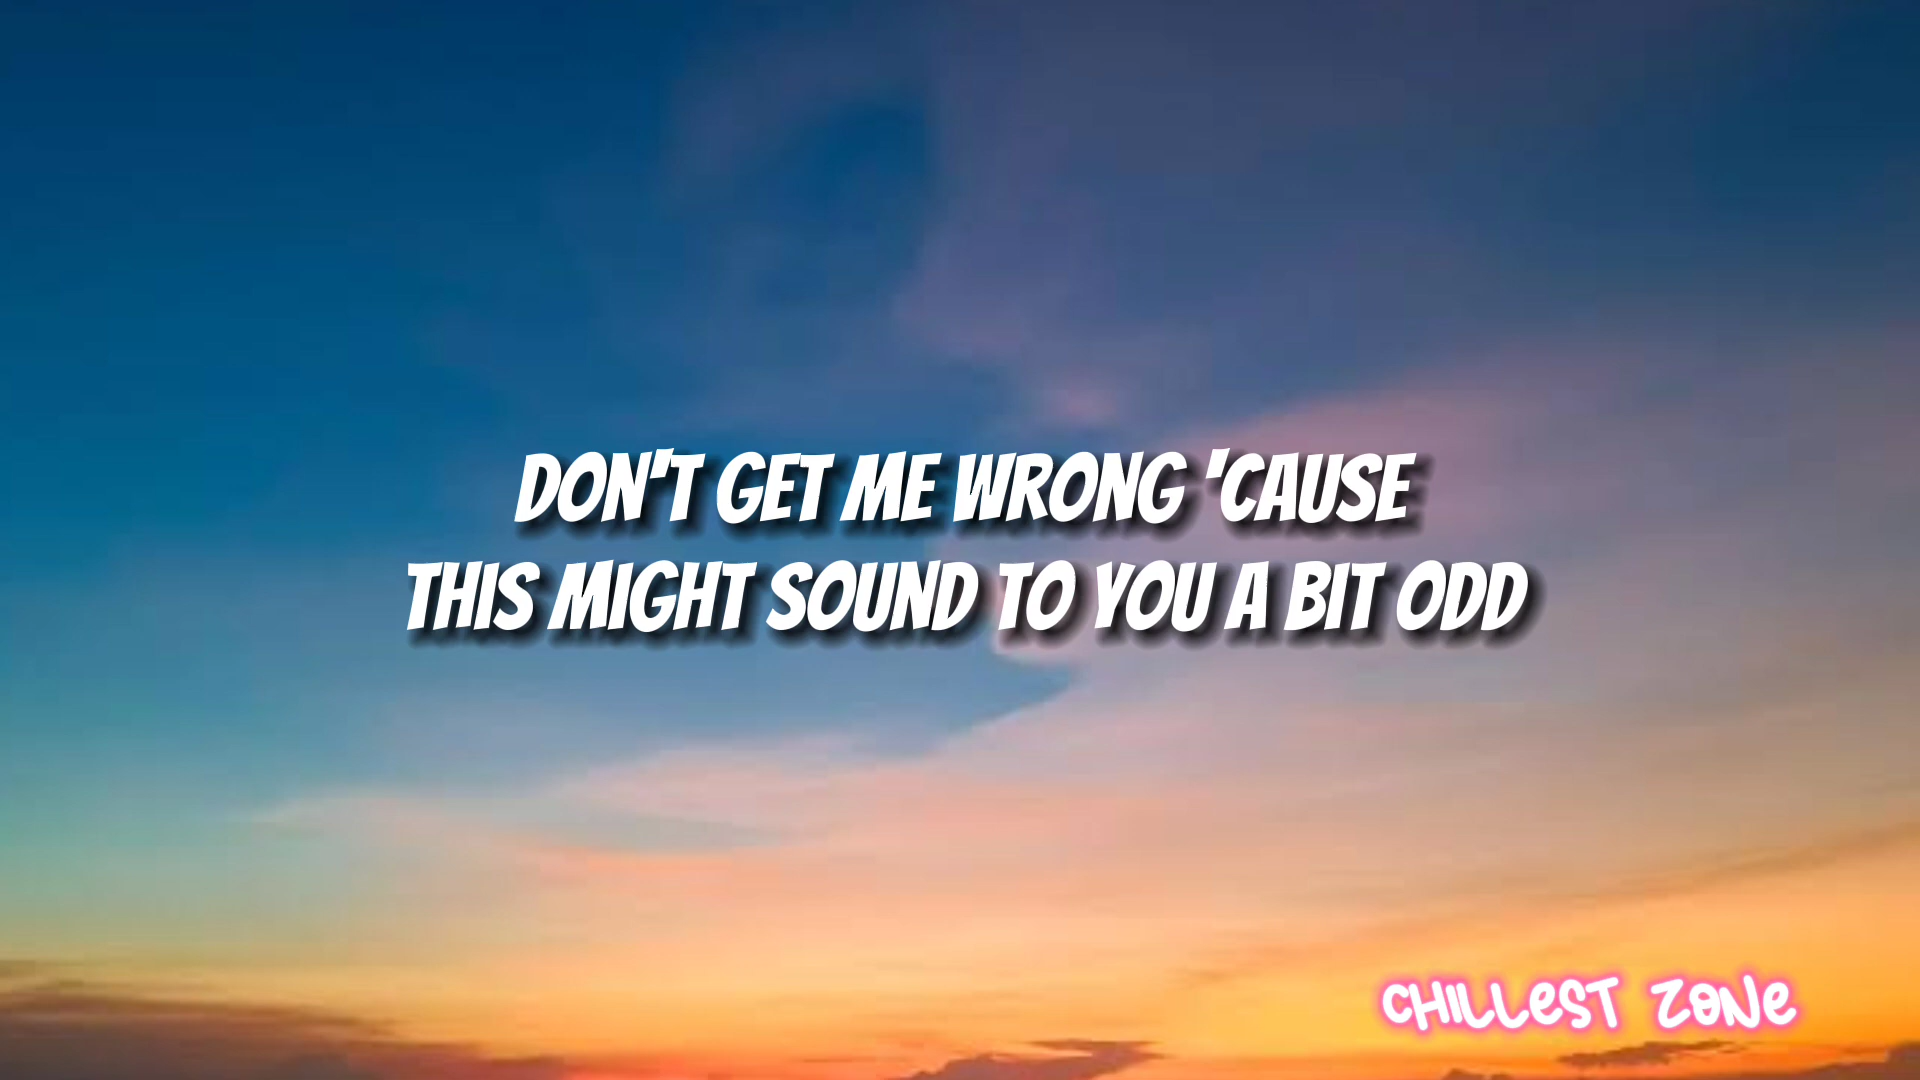 DON'T GET ME WRONG 'CAUSE
THIS MIGHT SOUND TO YOU A BIT ODD
CHILLEST ZONE